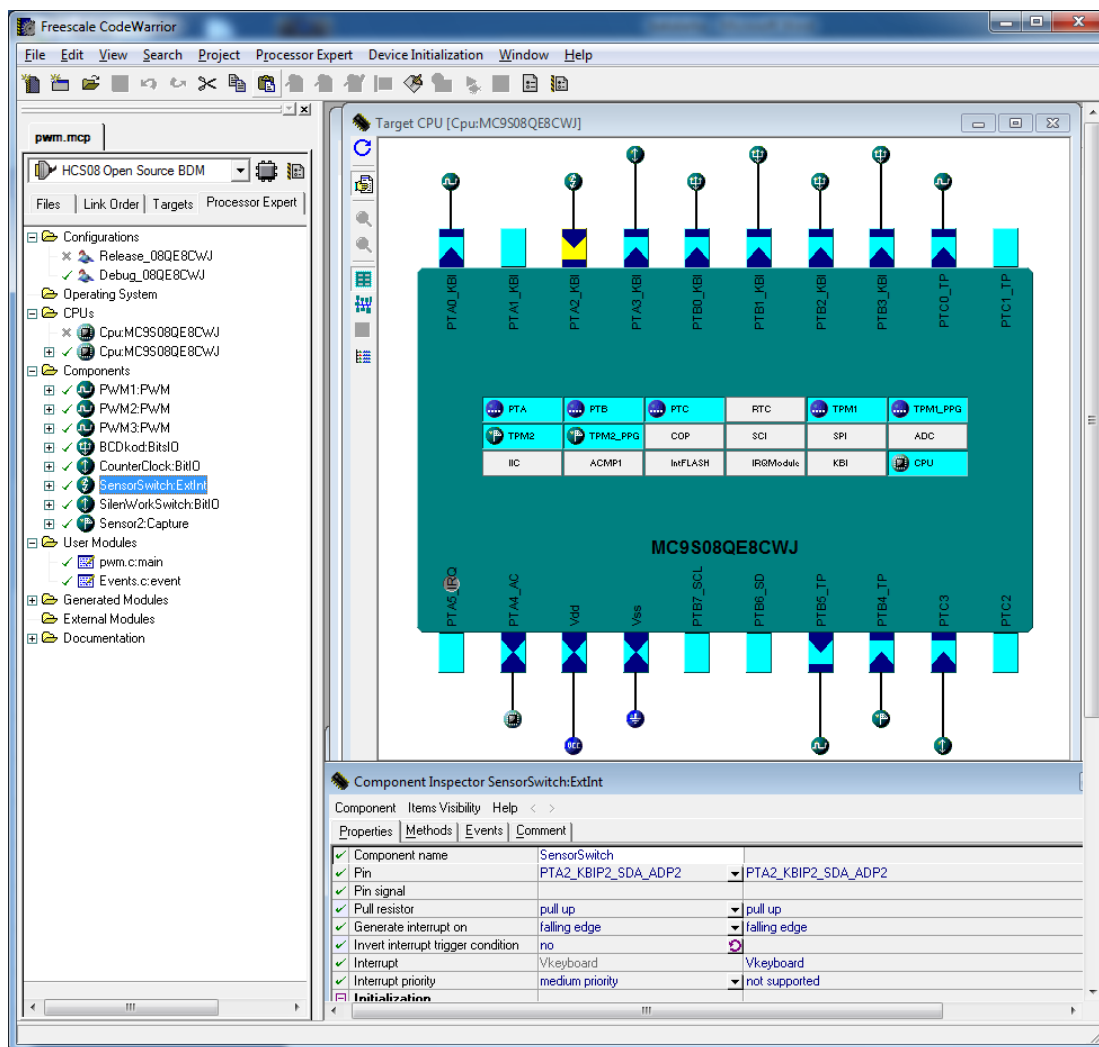 Freescale CodeWarrior
File Edit View Search Project Processor Expert Device Initialization Window Help
pwm.mcp
HCS08 Open Source BDM
Files Link Order Targets Processor Expert
Configurations
Release_08QE8CWJ
Debug_08QE8CWJ
Operating System
CPUs
Cpu:MC9S08QE8CWJ
Cpu:MC9S08QE8CWJ
Components
PWM1:PWM
PWM2:PWM
PWM3:PWM
BCDkod:BitsIO
CounterClock:BitIO
SensorSwitch:ExtInt
SilenWorkSwitch:BitIO
Sensor2:Capture
User Modules
pwm.c:main
Events.c:event
Generated Modules
External Modules
Documentation
Target CPU [Cpu:MC9S08QE8CWJ]
PTA0_KBI PTA1_KBI PTA2_KBI PTA3_KBI PTB0_KBI PTB1_KBI PTB2_KBI PTB3_KBI PTC0_TP PTC1_TP
PTA PTB PTC RTC TPM1 TPM1_PPG
TPM2 TPM2_PPG COP SCI SPI ADC
IIC ACMP1 IntFLASH IRQModule KBI CPU
MC9S08QE8CWJ
PTA5_IRQ PTA4_AC Vdd Vss PTB7_SCL PTB6_SD PTB5_TP PTB4_TP PTC3 PTC2
VCC
Component Inspector SensorSwitch:ExtInt
Component Items Visibility Help < >
Properties Methods Events Comment
Component name SensorSwitch
Pin PTA2_KBIP2_SDA_ADP2 PTA2_KBIP2_SDA_ADP2
Pin signal
Pull resistor pull up pull up
Generate interrupt on falling edge falling edge
Invert interrupt trigger condition no
Interrupt Vkeyboard Vkeyboard
Interrupt priority medium priority not supported
Initialization